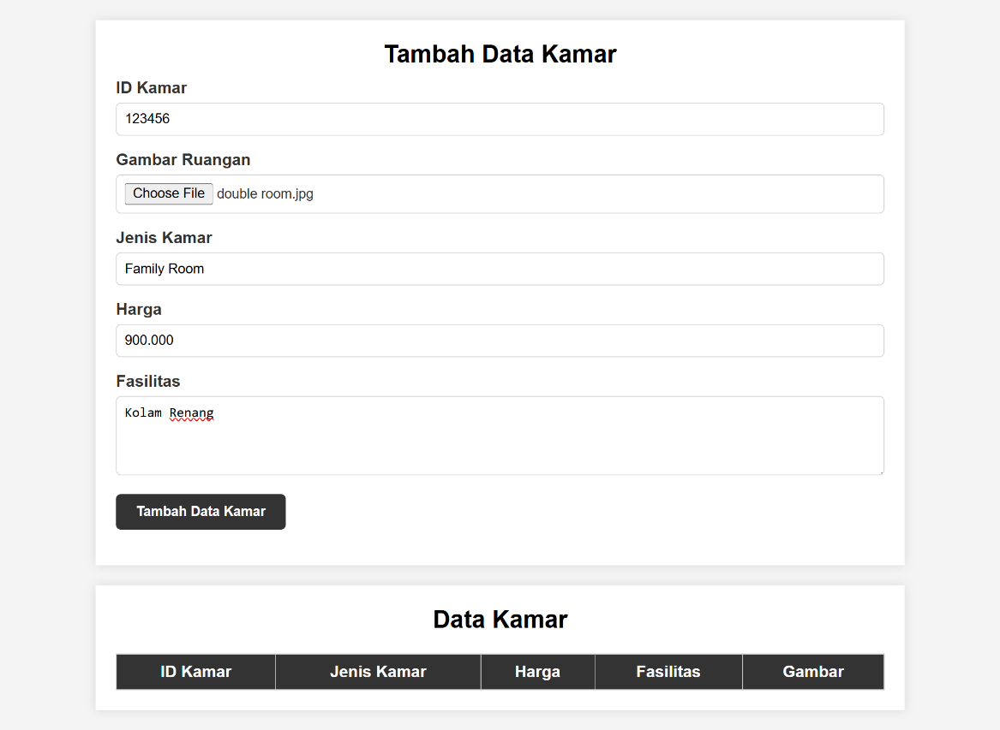 Tambah Data Kamar
ID Kamar
123456
Gambar Ruangan
Choose File double room.jpg
Jenis Kamar
Family Room
Harga
900.000
Fasilitas
Kolam Renang
Tambah Data Kamar
Data Kamar
ID Kamar Jenis Kamar Harga Fasilitas Gambar